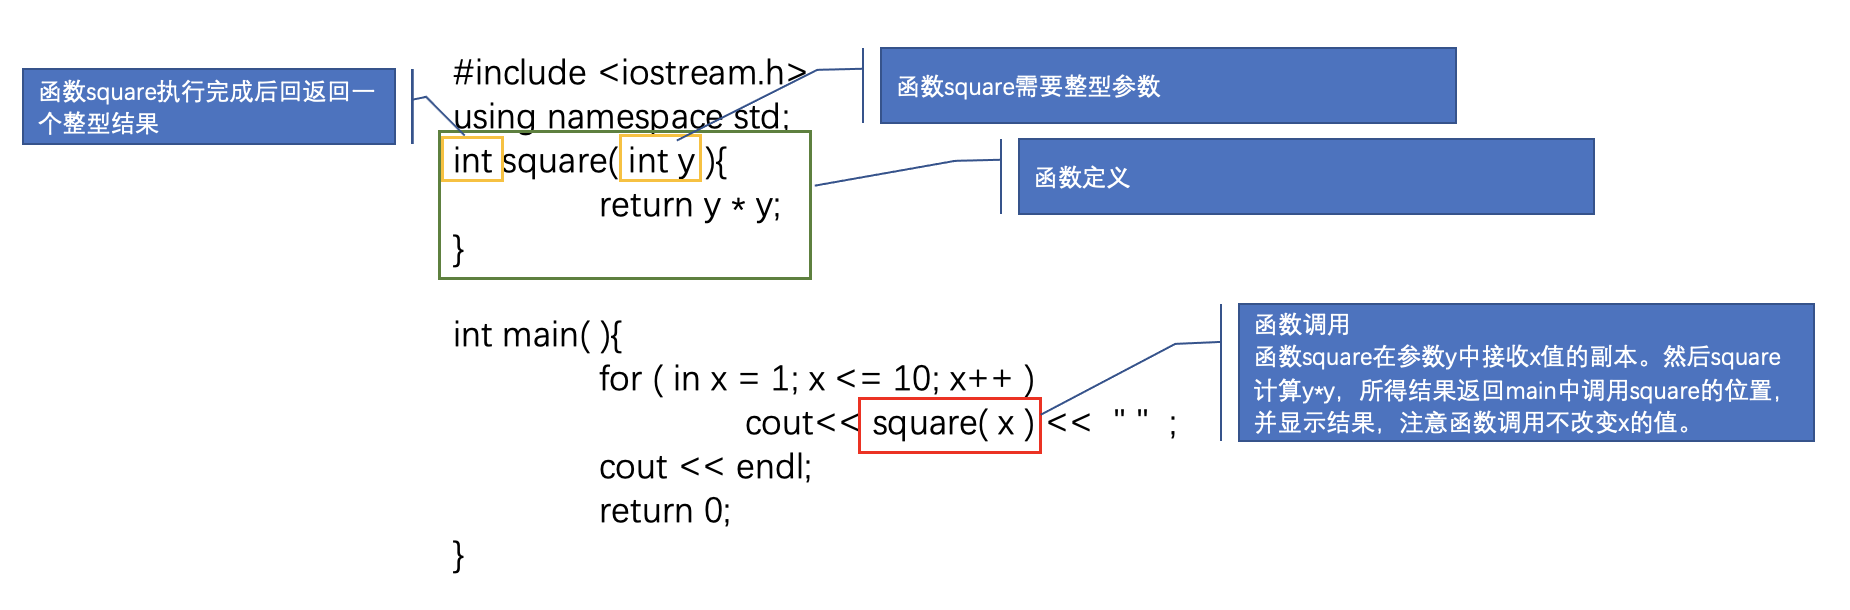 函数square执行完成后回返回一
个整型结果
#include <iostream.h>
using namespace std;
int square( int y ){
return y * y;
}
函数square需要整型参数
函数定义
int main( ){
for ( in x = 1; x <= 10; x++ )
cout<< square( x ) << " " ;
cout << endl;
return 0;
}
函数调用
函数square在参数y中接收x值的副本。然后square
计算y*y，所得结果返回main中调用square的位置，
并显示结果，注意函数调用不改变x的值。